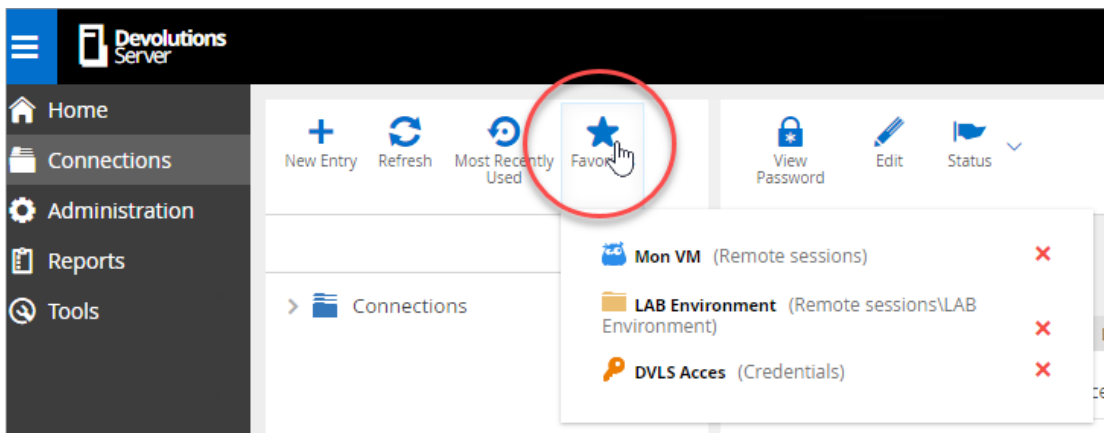 Devolutions
Server
Home
Connections
Administration
Reports
Tools
New Entry
Refresh
Most Recently
Used
Favor
View
Password
Edit
Status
Connections
Mon VM (Remote sessions)
LAB Environment (Remote sessions\LAB
Environment)
DVLS Acces (Credentials)